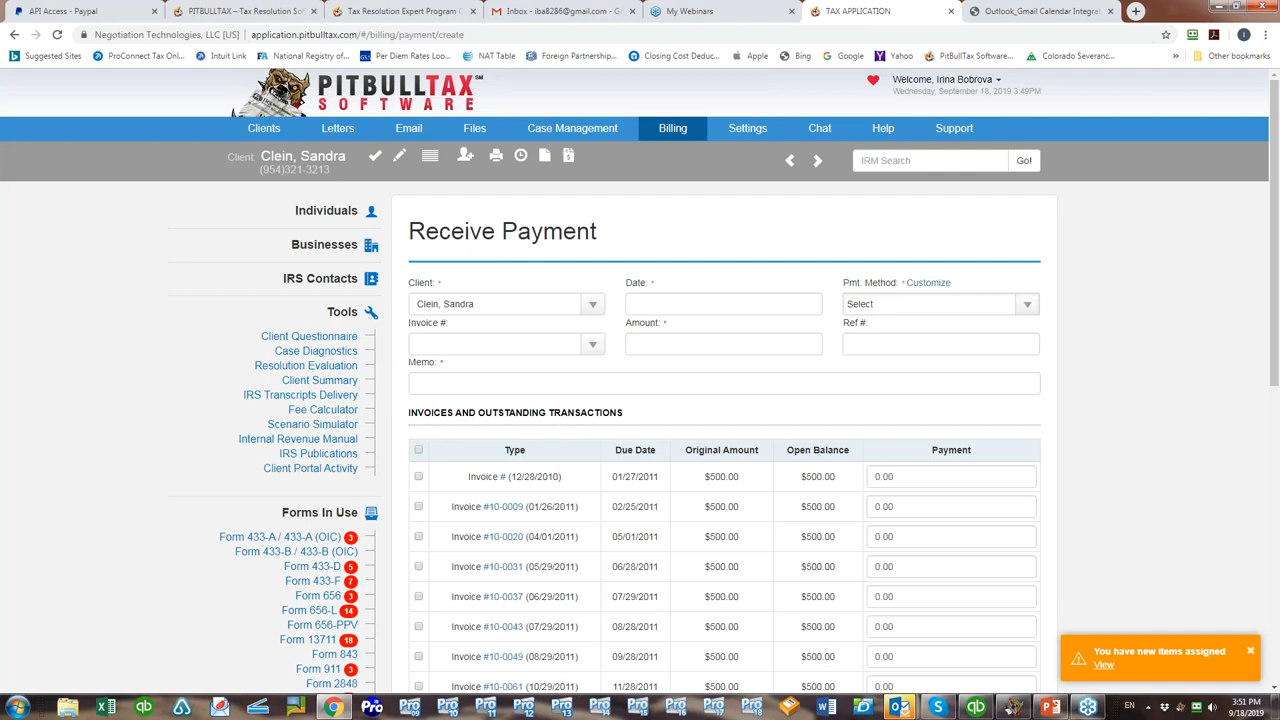 API Access - Paypal
PITBULLTAX – Tax Resolution Sof
Tax Resolution Expert Program C
Inbox - iba8286@gmail.com - G
My Webinars
TAX APPLICATION
Outlook_Gmail Calendar Integrat
Negotiation Technologies, LLC [US] application.pitbulltax.com/#/billing/payment/create
Suggested Sites ProConnect Tax Onl... Intuit Link National Registry of... Per Diem Rates Loo... NAT Table Foreign Partnership... Closing Cost Deduc... Apple Bing Google Yahoo PitBullTax Software... Colorado Severanc... » Other bookmarks
PITBULLTAX™
SOFTWARE
Welcome, Irina Bobrova
Wednesday, September 18, 2019 3:49PM
Clients Letters Email Files Case Management Billing Settings Chat Help Support
Client: Clein, Sandra
(954)321-3213
IRM Search Go!
Individuals
Businesses
IRS Contacts
Tools
Client Questionnaire
Case Diagnostics
Resolution Evaluation
Client Summary
IRS Transcripts Delivery
Fee Calculator
Scenario Simulator
Internal Revenue Manual
IRS Publications
Client Portal Activity
Forms In Use
Form 433-A / 433-A (OIC) 3
Form 433-B / 433-B (OIC)
Form 433-D 5
Form 433-F 7
Form 656 3
Form 656-L 14
Form 656-PPV
Form 13711 18
Form 843
Form 911 3
Form 2848
Receive Payment
Client: * Date: * Pmt. Method: * Customize
Clein, Sandra Select
Invoice #: Amount: * Ref #:
Memo: *
INVOICES AND OUTSTANDING TRANSACTIONS
Type Due Date Original Amount Open Balance Payment
Invoice # (12/28/2010) 01/27/2011 $500.00 $500.00 0.00
Invoice #10-0009 (01/26/2011) 02/25/2011 $500.00 $500.00 0.00
Invoice #10-0020 (04/01/2011) 05/01/2011 $500.00 $500.00 0.00
Invoice #10-0031 (05/29/2011) 06/28/2011 $500.00 $500.00 0.00
Invoice #10-0037 (06/29/2011) 07/29/2011 $500.00 $500.00 0.00
Invoice #10-0043 (07/29/2011) 08/28/2011 $500.00 $500.00 0.00
Invoice #10-0049 (08/29/2011) 09/28/2011 $500.00 $500.00 0.00
Invoice #10-0061 (10/29/2011) 11/28/2011 $500.00 $500.00 0.00
You have new items assigned
View
EN
3:51 PM
9/18/2019